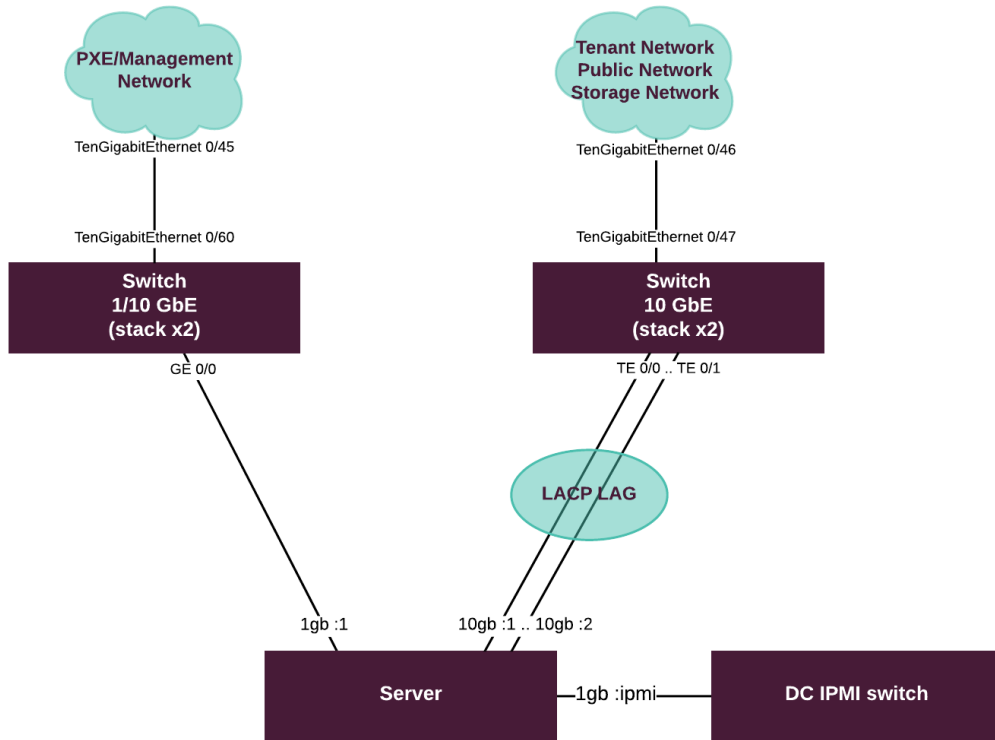 PXE/Management
Network
Tenant Network
Public Network
Storage Network
TenGigabitEthernet 0/45
TenGigabitEthernet 0/46
TenGigabitEthernet 0/60
TenGigabitEthernet 0/47
Switch
1/10 GbE
(stack x2)
Switch
10 GbE
(stack x2)
GE 0/0
TE 0/0 .. TE 0/1
LACP LAG
1gb :1
10gb :1 .. 10gb :2
Server
1gb :ipmi
DC IPMI switch